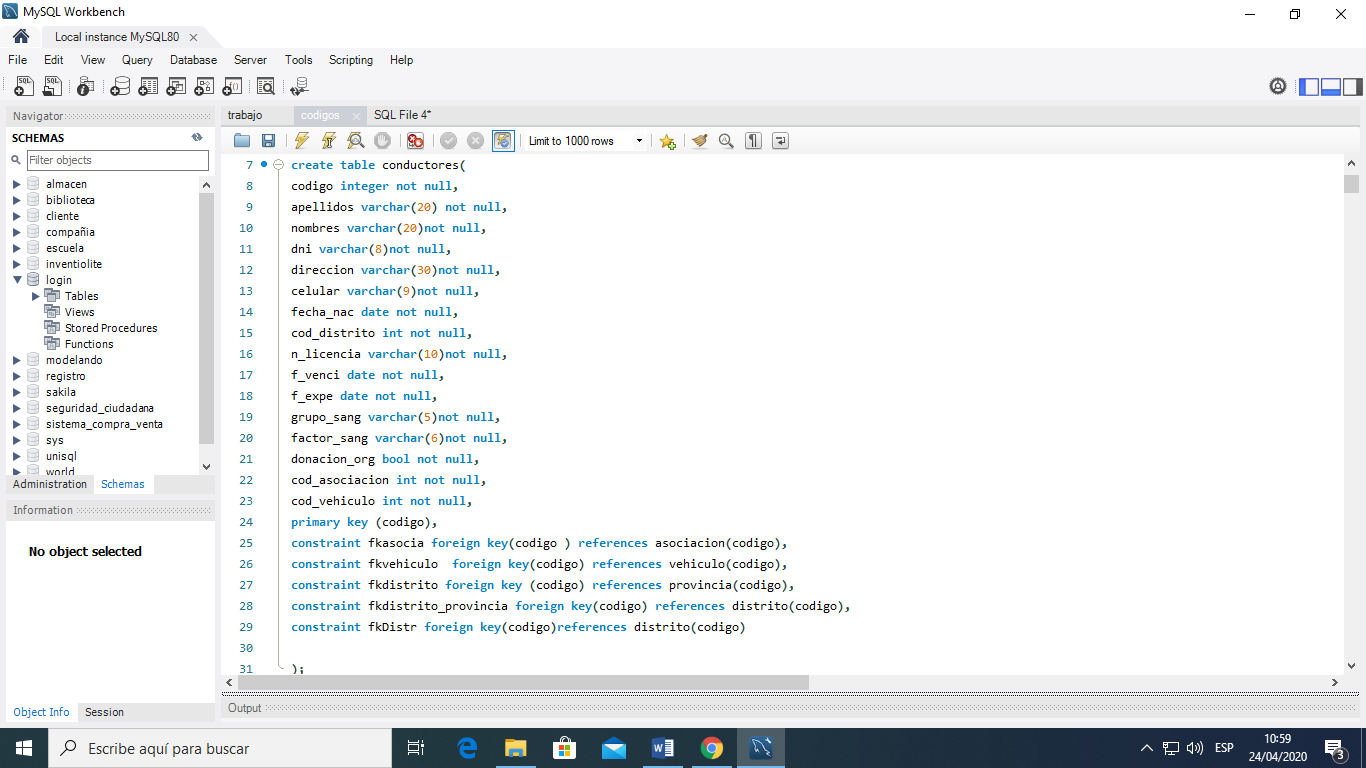 MySQL Workbench
Local instance MySQL80
File Edit View Query Database Server Tools Scripting Help
Navigator
SCHEMAS
Filter objects
almacen
biblioteca
cliente
compañia
escuela
inventiolite
login
Tables
Views
Stored Procedures
Functions
modelando
registro
sakila
seguridad_ciudadana
sistema_compra_venta
sys
unisql
world
Administration Schemas
Information
No object selected
Object Info Session
trabajo codigos SQL File 4*
Limit to 1000 rows
7 create table conductores(
8 codigo integer not null,
9 apellidos varchar(20) not null,
10 nombres varchar(20)not null,
11 dni varchar(8)not null,
12 direccion varchar(30)not null,
13 celular varchar(9)not null,
14 fecha_nac date not null,
15 cod_distrito int not null,
16 n_licencia varchar(10)not null,
17 f_venci date not null,
18 f_expe date not null,
19 grupo_sang varchar(5)not null,
20 factor_sang varchar(6)not null,
21 donacion_org bool not null,
22 cod_asociacion int not null,
23 cod_vehiculo int not null,
24 primary key (codigo),
25 constraint fkasocia foreign key(codigo ) references asociacion(codigo),
26 constraint fkvehiculo  foreign key(codigo) references vehiculo(codigo),
27 constraint fkdistrito foreign key (codigo) references provincia(codigo),
28 constraint fkdistrito_provincia foreign key(codigo) references distrito(codigo),
29 constraint fkDistr foreign key(codigo)references distrito(codigo)
30
31 );
Output
Escribe aquí para buscar
ESP
10:59
24/04/2020
3